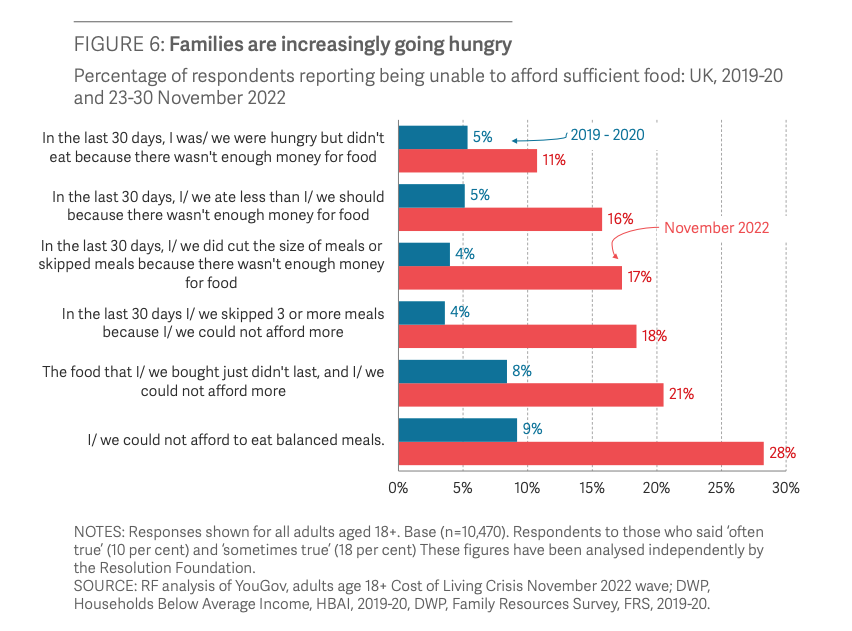 FIGURE 6: Families are increasingly going hungry
Percentage of respondents reporting being unable to afford sufficient food: UK, 2019-20
and 23-30 November 2022
In the last 30 days, I was/ we were hungry but didn't
eat because there wasn't enough money for food
5%
2019 - 2020
11%
In the last 30 days, I/ we ate less than I/ we should
because there wasn't enough money for food
5%
16%
November 2022
In the last 30 days, I/ we did cut the size of meals or
skipped meals because there wasn't enough money
for food
4%
17%
In the last 30 days I/ we skipped 3 or more meals
because I/ we could not afford more
4%
18%
The food that I/ we bought just didn't last, and I/ we
could not afford more
8%
21%
I/ we could not afford to eat balanced meals.
9%
28%
0% 5% 10% 15% 20% 25% 30%
NOTES: Responses shown for all adults aged 18+. Base (n=10,470). Respondents to those who said ‘often
true’ (10 per cent) and ‘sometimes true’ (18 per cent) These figures have been analysed independently by
the Resolution Foundation.
SOURCE: RF analysis of YouGov, adults age 18+ Cost of Living Crisis November 2022 wave; DWP,
Households Below Average Income, HBAI, 2019-20, DWP, Family Resources Survey, FRS, 2019-20.